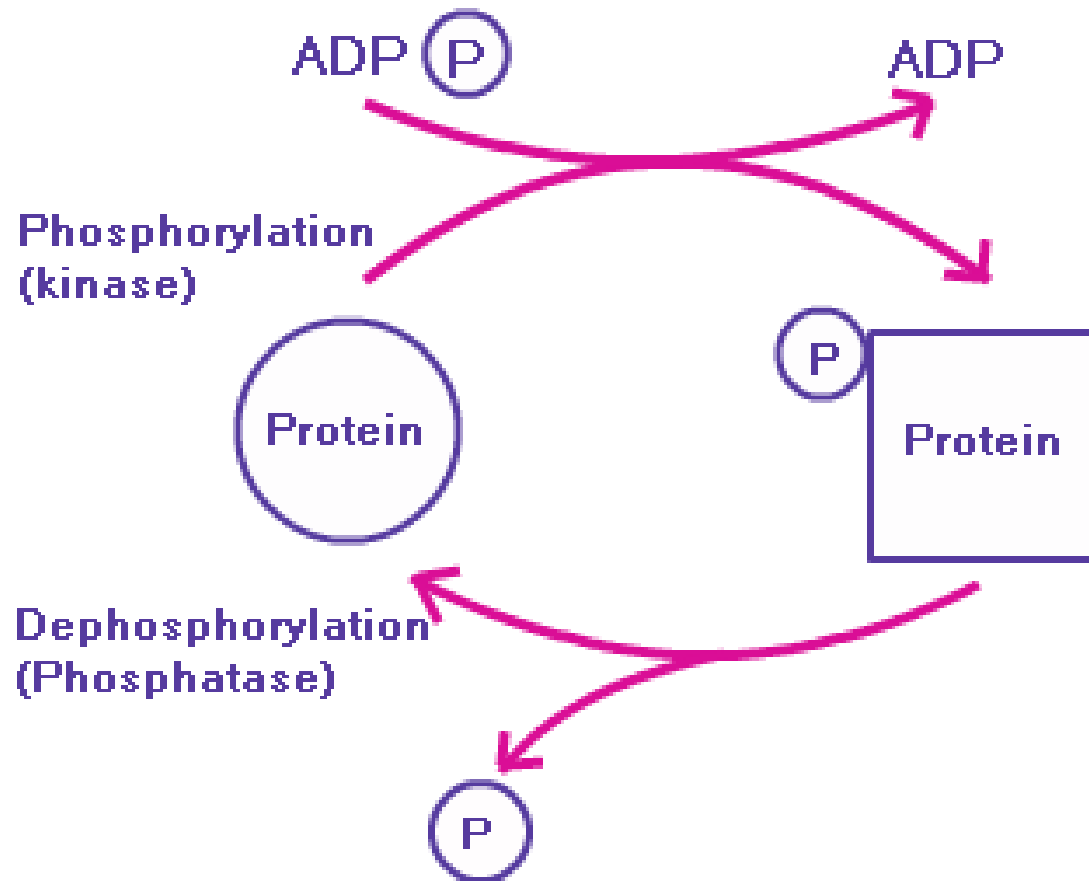 ADP P
ADP
Phosphorylation
(kinase)
P
Protein
Protein
Dephosphorylation
(Phosphatase)
P